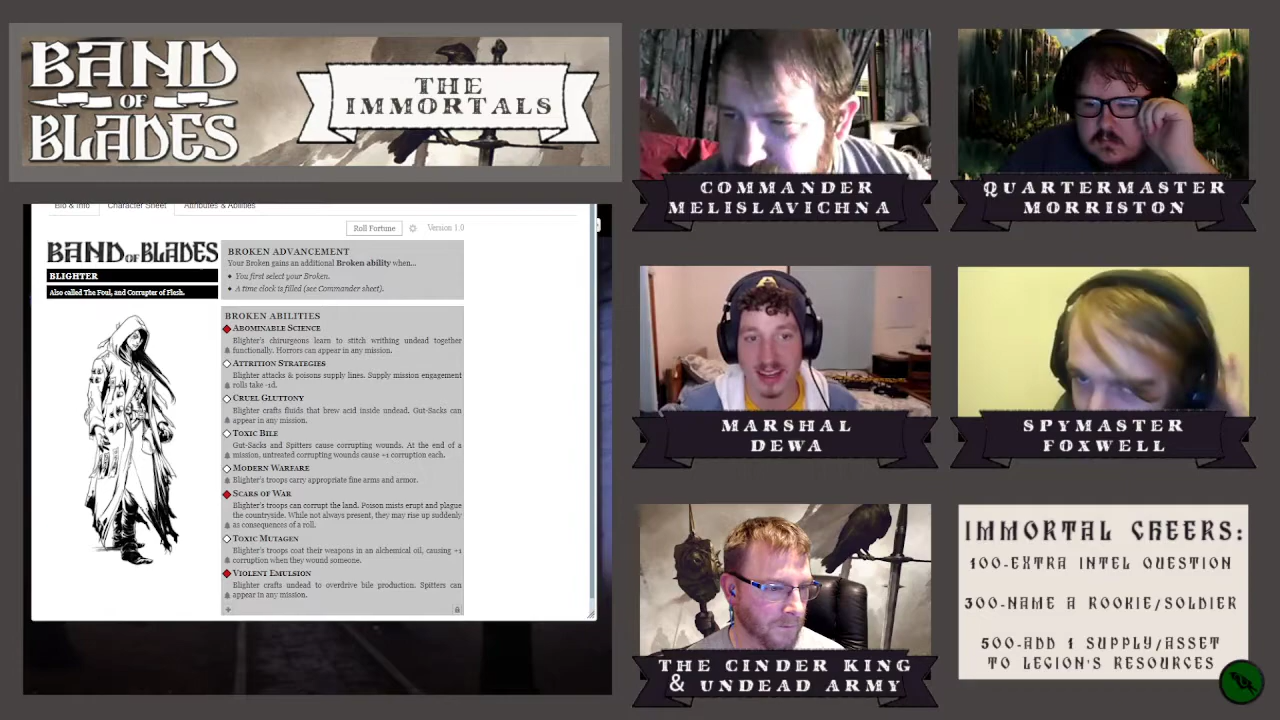 BAND
OF
BLADES
THE
IMMORTALS
Bio & Info
Character Sheet
Attributes & Abilities
Roll Fortune
Version 1.0
BAND OF BLADES
BLIGHTER
Also called The Foul, and Corrupter of Flesh.
BROKEN ADVANCEMENT
Your Broken gains an additional Broken ability when...
You first select your Broken.
A time clock is filled (see Commander sheet).
BROKEN ABILITIES
ABOMINABLE SCIENCE
Blighter's chirurgeons learn to stitch writhing undead together
functionally. Horrors can appear in any mission.
ATTRITION STRATEGIES
Blighter attacks & poisons supply lines. Supply mission engagement
rolls take -1d.
CRUEL GLUTTONY
Blighter crafts fluids that brew acid inside undead. Gut-Sacks can
appear in any mission.
TOXIC BILE
Gut-Sacks and Spitters cause corrupting wounds. At the end of a
mission, untreated corrupting wounds cause +1 corruption each.
MODERN WARFARE
Blighter's troops carry appropriate fine arms and armor.
SCARS OF WAR
Blighter's troops can corrupt the land. Poison mists erupt and plague
the countryside. While not always present, they may rise up suddenly
as consequences of a roll.
TOXIC MUTAGEN
Blighter's troops coat their weapons in an alchemical oil, causing +1
corruption when they wound someone.
VIOLENT EMULSION
Blighter crafts undead to overdrive bile production. Spitters can
appear in any mission.
COMMANDER
MELISLAVICHNA
QUARTERMASTER
MORRISTON
MARSHAL
DEWA
SPYMASTER
FOXWELL
THE CINDER KING
& UNDEAD ARMY
IMMORTAL CHEERS:
100-EXTRA INTEL QUESTION
300-NAME A ROOKIE/SOLDIER
500-ADD 1 SUPPLY/ASSET
TO LEGION'S RESOURCES